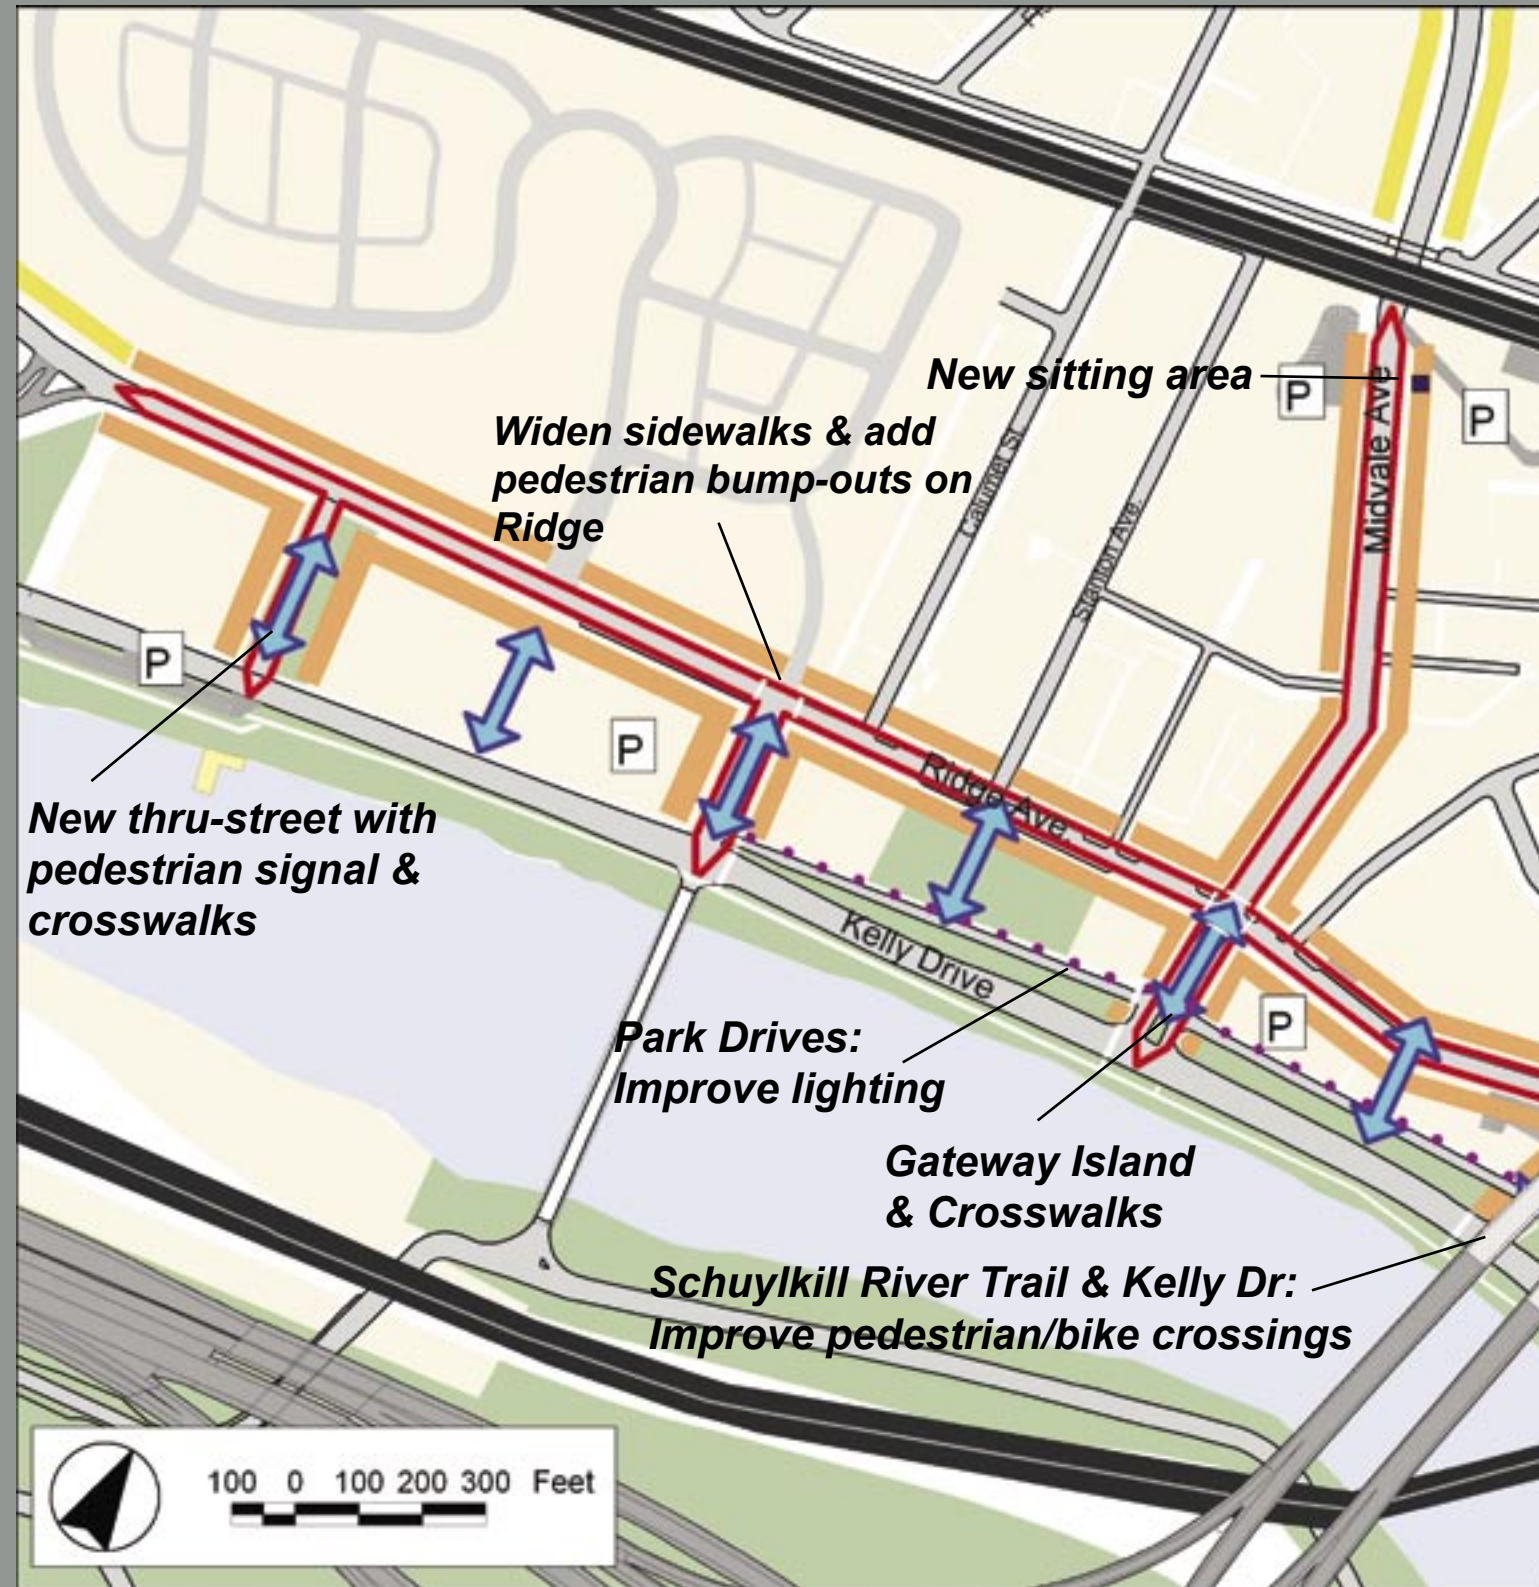 New sitting area
P
P
Midvale Ave
Widen sidewalks & add
pedestrian bump-outs on
Ridge
Calumet St.
Stanton Ave.
P
P
Ridge Ave.
New thru-street with
pedestrian signal &
crosswalks
Kelly Drive
P
Park Drives:
Improve lighting
Gateway Island
& Crosswalks
Schuylkill River Trail & Kelly Dr:
Improve pedestrian/bike crossings
100 0 100 200 300 Feet